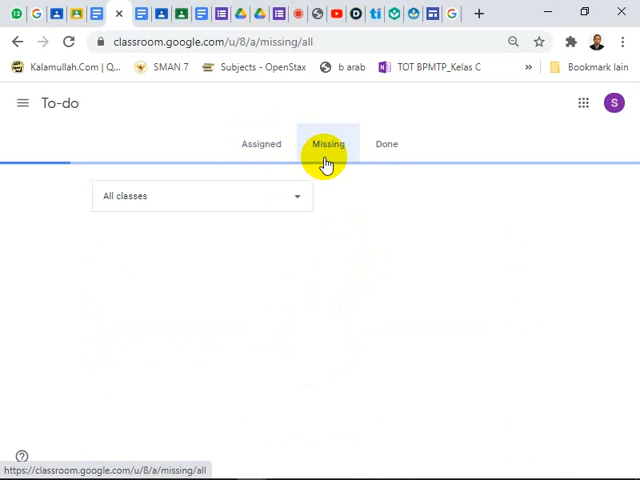 classroom.google.com/u/8/a/missing/all
Kalamullah.Com | Q...
SMAN 7
Subjects - OpenStax
b arab
TOT BPMTP_Kelas C
»
Bookmark lain
To-do
S
Assigned
Missing
Done
All classes
https://classroom.google.com/u/8/a/missing/all